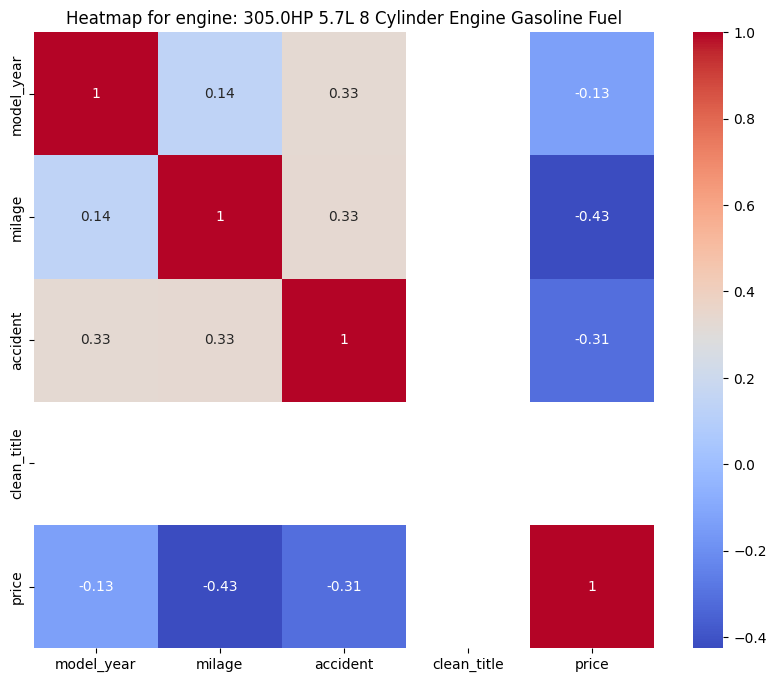 Heatmap for engine: 305.0HP 5.7L 8 Cylinder Engine Gasoline Fuel
model_year
1
0.14
0.33
-0.13
milage
0.14
1
0.33
-0.43
accident
0.33
0.33
1
-0.31
clean_title
price
-0.13
-0.43
-0.31
1
model_year
milage
accident
clean_title
price
1.0
0.8
0.6
0.4
0.2
0.0
−0.2
−0.4